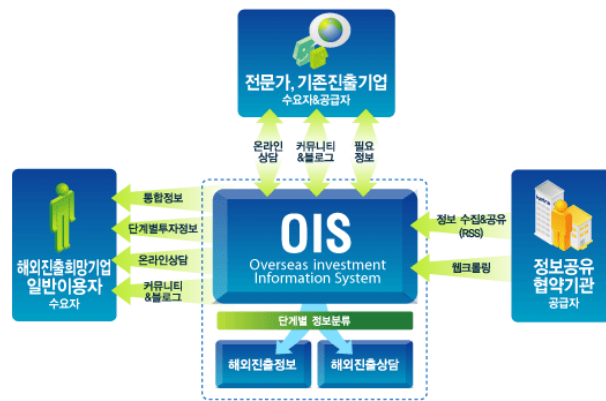 전문가, 기존진출기업
수요자&공급자
온라인
상담
커뮤니티
&블로그
필요
정보
해외진출희망기업
일반이용자
수요자
통합정보
단계별투자정보
온라인상담
커뮤니티
&블로그
OIS
Overseas investment
Information System
정보 수집&공유
(RSS)
웹크롤링
정보공유
협약기관
공급자
단계별 정보분류
해외진출정보
해외진출상담